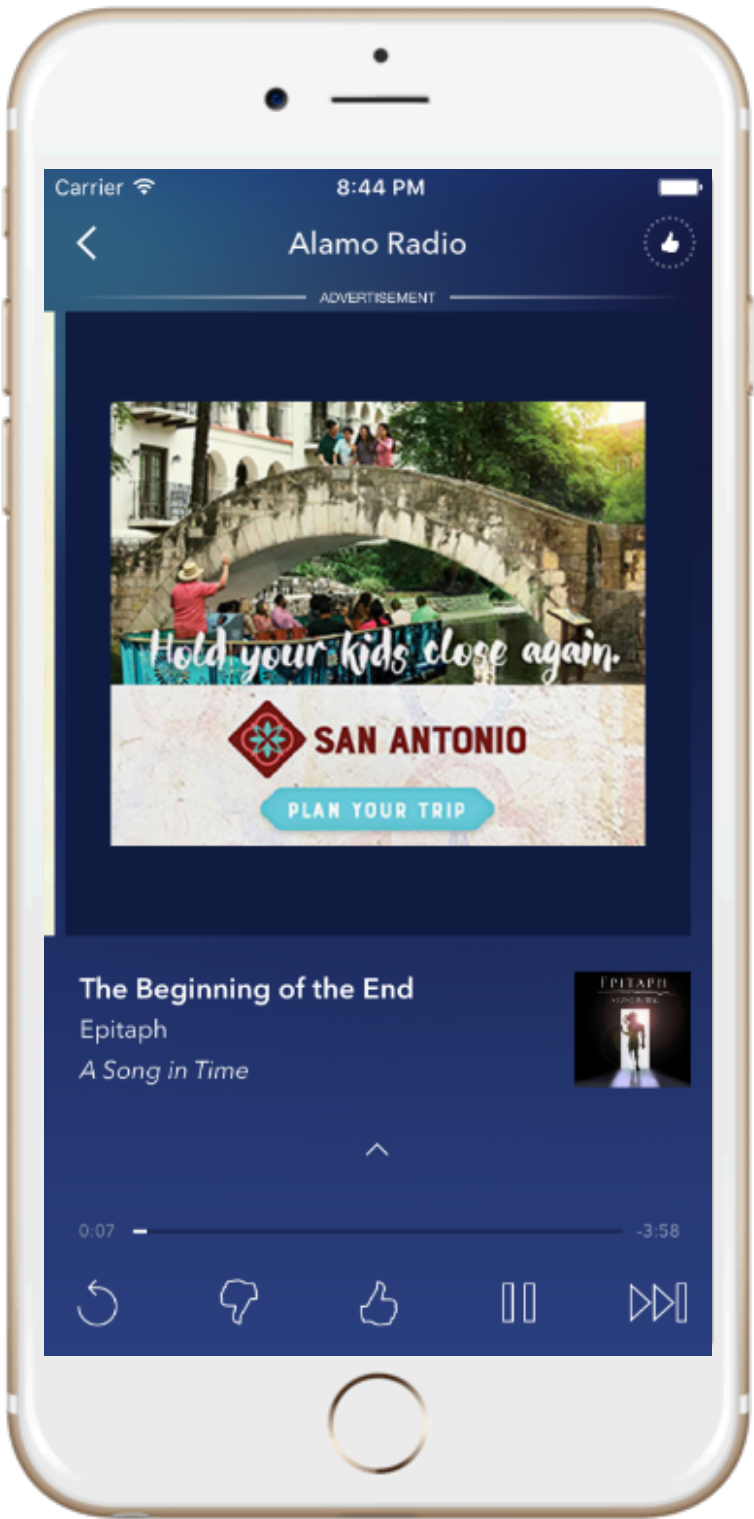 Carrier 8:44 PM
Alamo Radio
ADVERTISEMENT
Hold your kids close again.
SAN ANTONIO
PLAN YOUR TRIP
The Beginning of the End
EPITAPH
Epitaph
A Song in Time
0:07 -3:58